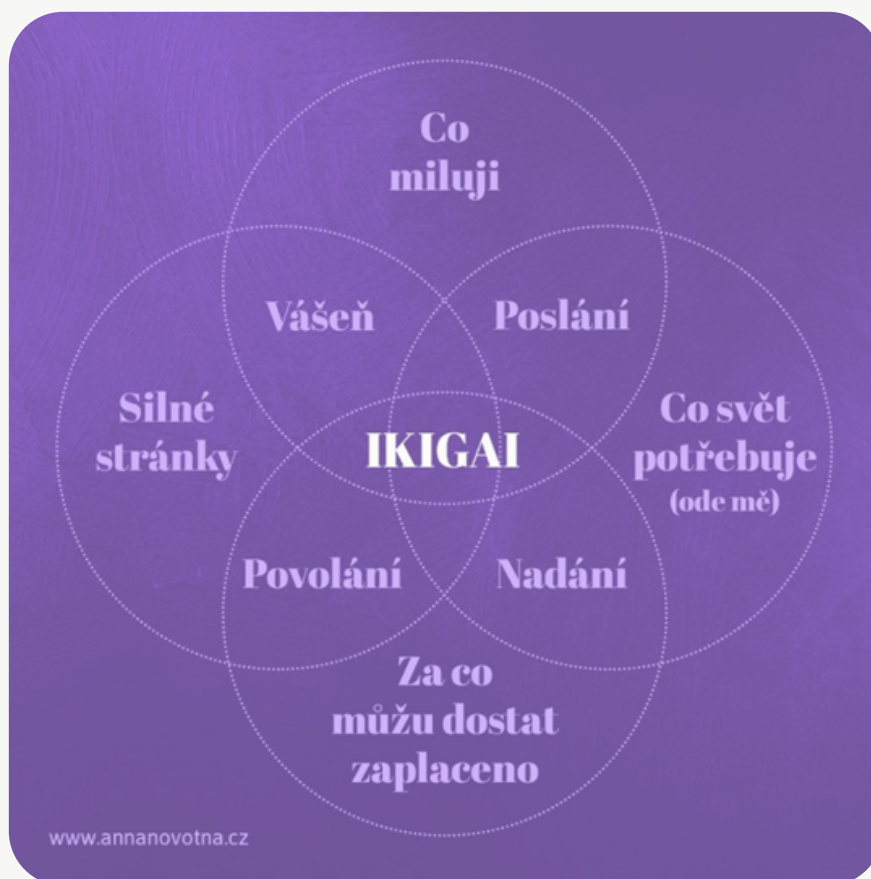 Co
miluji
Vášeň
Poslání
Silné
stránky
IKIGAI
Co svět
potřebuje
(ode mě)
Povolání
Nadání
Za co
můžu dostat
zaplaceno
www.annanovotna.cz